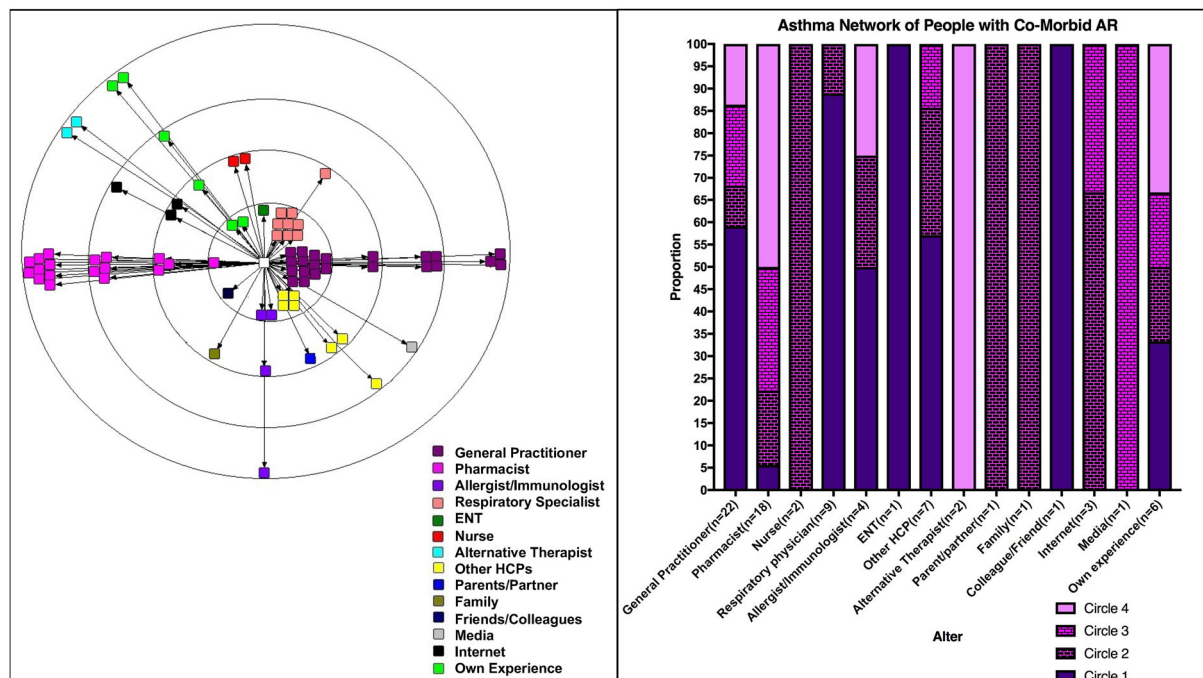 General Practitioner
Pharmacist
Allergist/Immunologist
Respiratory Specialist
ENT
Nurse
Alternative Therapist
Other HCPs
Parents/Partner
Family
Friends/Colleagues
Media
Internet
Own Experience
Asthma Network of People with Co-Morbid AR
Proportion
100
95
90
85
80
75
70
65
60
55
50
45
40
35
30
25
20
15
10
5
0
General Practitioner(n=22)
Pharmacist(n=18)
Nurse(n=2)
Respiratory physician(n=9)
Allergist/Immunologist(n=4)
ENT(n=1)
Other HCP(n=7)
Alternative Therapist(n=2)
Parent/partner(n=1)
Family(n=1)
Colleague/Friend(n=1)
Internet(n=3)
Media(n=1)
Own experience(n=6)
Alter
Circle 4
Circle 3
Circle 2
Circle 1